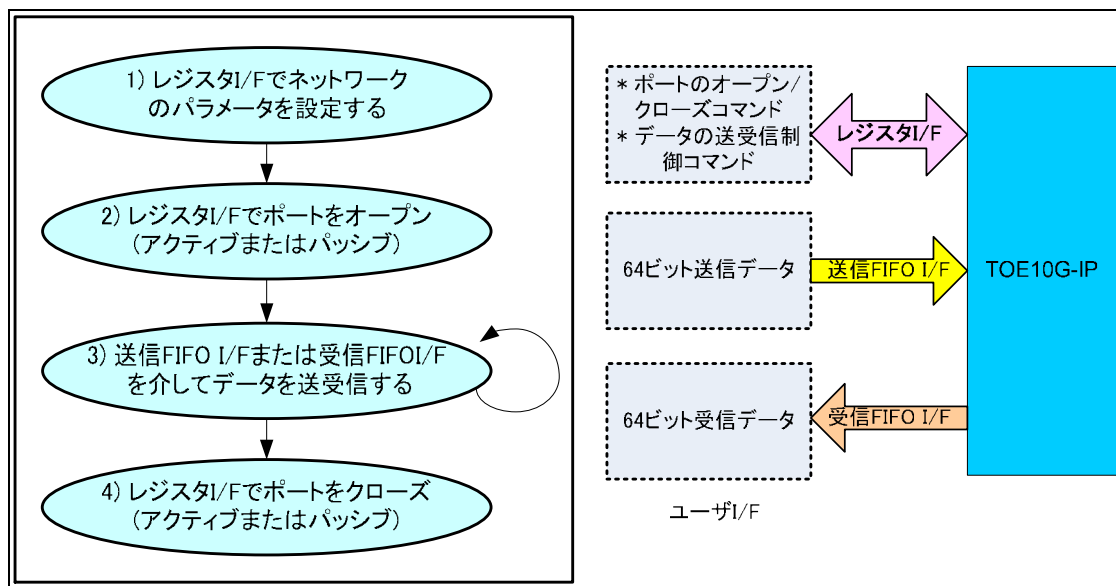 1) レジスタI/Fでネットワーク
のパラメータを設定する
2) レジスタI/Fでポートをオープン
(アクティブまたはパッシブ)
3) 送信FIFO I/Fまたは受信FIFOI/F
を介してデータを送受信する
4) レジスタI/Fでポートをクローズ
(アクティブまたはパッシブ)
* ポートのオープン/
クローズコマンド
* データの送受信制
御コマンド
レジスタI/F
64ビット送信データ
送信FIFO I/F
TOE10G-IP
64ビット受信データ
受信FIFO I/F
ユーザI/F